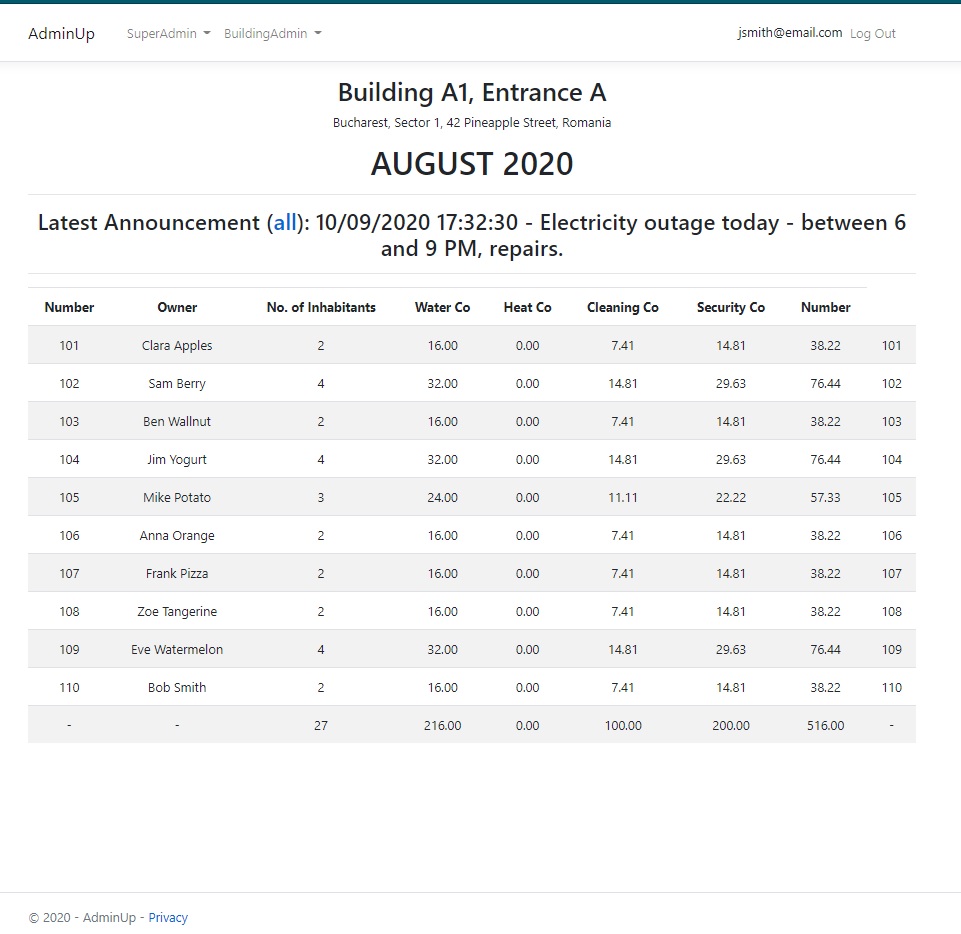 AdminUp SuperAdmin BuildingAdmin jsmith@email.com Log Out
Building A1, Entrance A
Bucharest, Sector 1, 42 Pineapple Street, Romania
AUGUST 2020
Latest Announcement (all): 10/09/2020 17:32:30 - Electricity outage today - between 6
and 9 PM, repairs.
Number Owner No. of Inhabitants Water Co Heat Co Cleaning Co Security Co Number
101 Clara Apples 2 16.00 0.00 7.41 14.81 38.22 101
102 Sam Berry 4 32.00 0.00 14.81 29.63 76.44 102
103 Ben Wallnut 2 16.00 0.00 7.41 14.81 38.22 103
104 Jim Yogurt 4 32.00 0.00 14.81 29.63 76.44 104
105 Mike Potato 3 24.00 0.00 11.11 22.22 57.33 105
106 Anna Orange 2 16.00 0.00 7.41 14.81 38.22 106
107 Frank Pizza 2 16.00 0.00 7.41 14.81 38.22 107
108 Zoe Tangerine 2 16.00 0.00 7.41 14.81 38.22 108
109 Eve Watermelon 4 32.00 0.00 14.81 29.63 76.44 109
110 Bob Smith 2 16.00 0.00 7.41 14.81 38.22 110
- - 27 216.00 0.00 100.00 200.00 516.00 -
© 2020 - AdminUp - Privacy